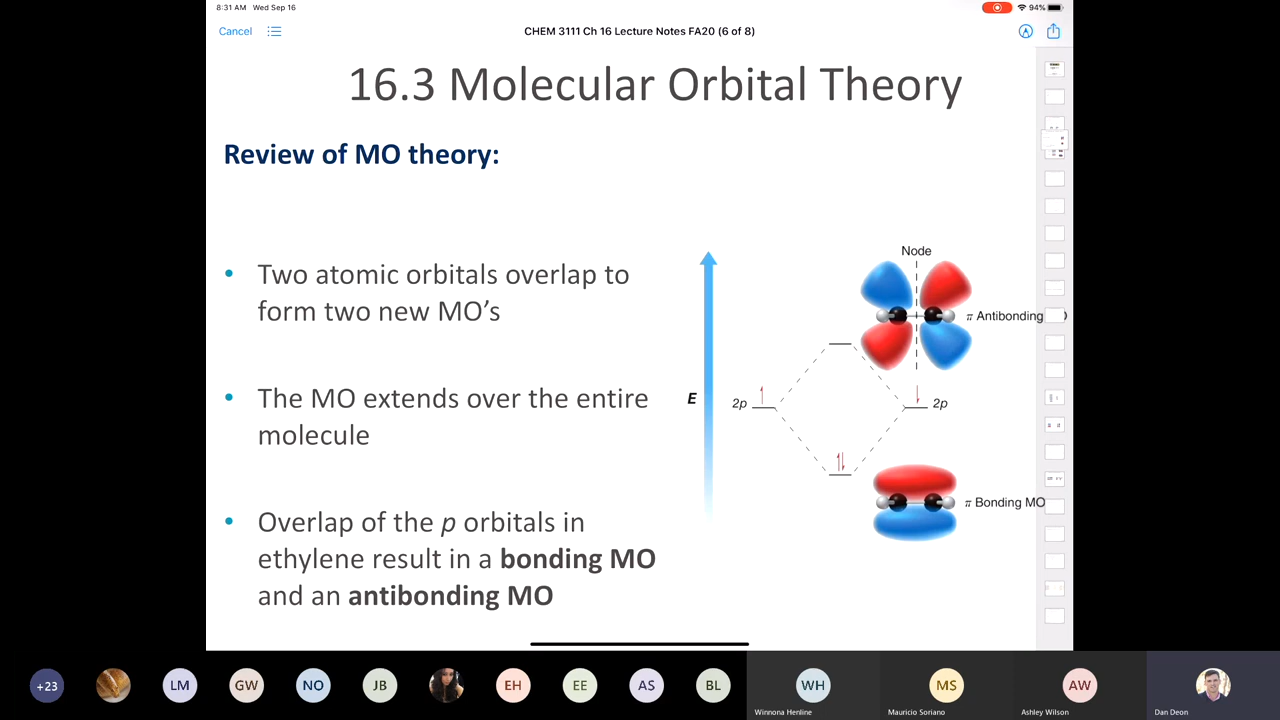 8:31 AM Wed Sep 16
94%
Cancel
CHEM 3111 Ch 16 Lecture Notes FA20 (6 of 8)
16.3 Molecular Orbital Theory
Review of MO theory:
• Two atomic orbitals overlap to
form two new MO’s
• The MO extends over the entire
molecule
• Overlap of the p orbitals in
ethylene result in a bonding MO
and an antibonding MO
Node
π Antibonding
E
2p
2p
π Bonding MO
+23
LM
GW
NO
JB
EH
EE
AS
BL
WH
Winnona Henline
MS
Mauricio Soriano
AW
Ashley Wilson
Dan Deon